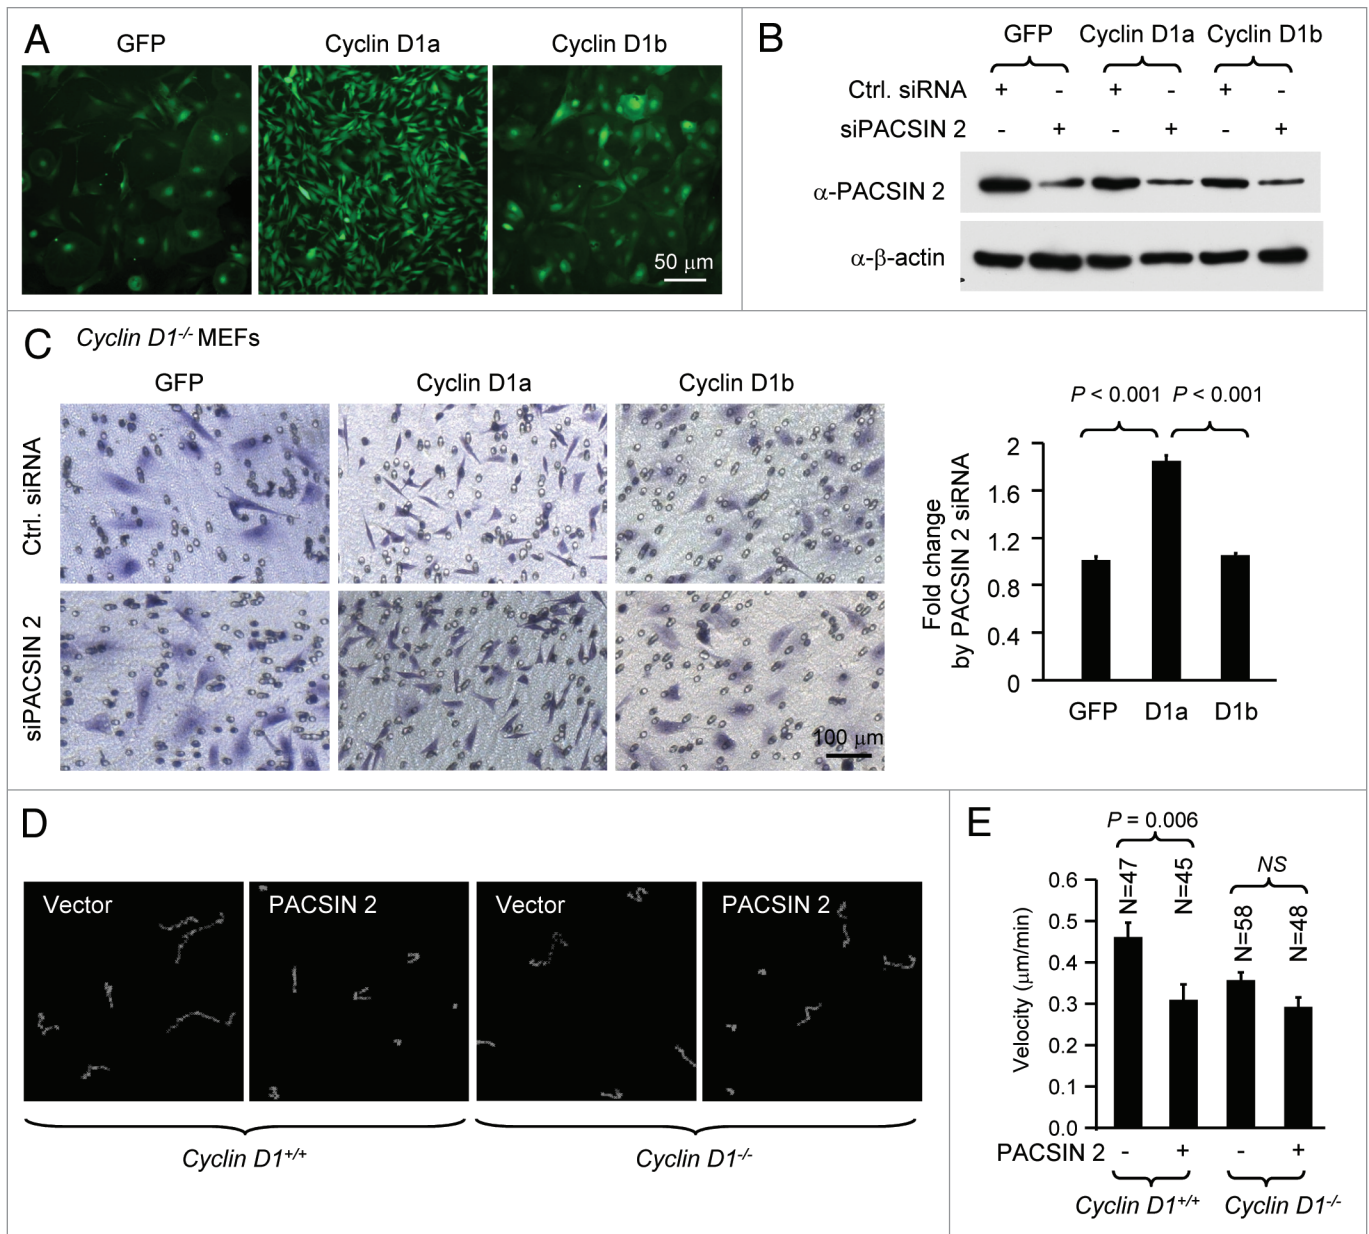 A
GFP
Cyclin D1a
Cyclin D1b
50 μm
B
GFP
Cyclin D1a
Cyclin D1b
Ctrl. siRNA
+ - + - + -
siPACSIN 2
- + - + - +
α-PACSIN 2
α-β-actin
C
Cyclin D1-/- MEFs
GFP
Cyclin D1a
Cyclin D1b
Ctrl. siRNA
siPACSIN 2
100 μm
P < 0.001
P < 0.001
Fold change
by PACSIN 2 siRNA
2
1.6
1.2
0.8
0.4
0
GFP
D1a
D1b
D
Vector
PACSIN 2
Vector
PACSIN 2
Cyclin D1+/+
Cyclin D1-/-
E
P = 0.006
NS
N=47
N=45
N=58
N=48
Velocity (μm/min)
0.6
0.5
0.4
0.3
0.2
0.1
0.0
PACSIN 2 - + - +
Cyclin D1+/+
Cyclin D1-/-